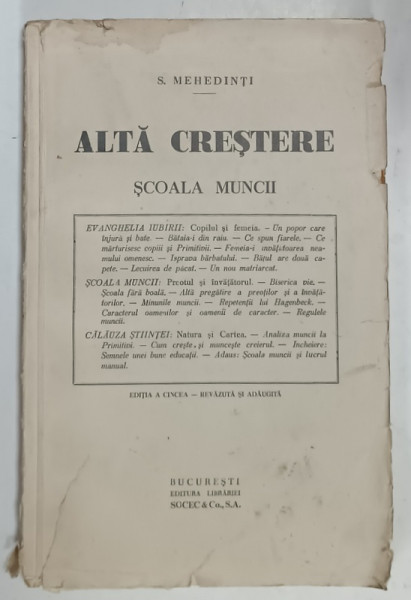 S. MEHEDINȚI
ALTĂ CREȘTERE
ȘCOALA MUNCII
EVANGHELIA IUBIRII: Copilul și femeia. - Un popor care
înjură și bate. — Bătaia-i din raiu. — Ce spun fiarele. — Ce
mărturisesc copiii și Primitivii. — Femeia-i învățătoarea nea-
mului omenesc. — Isprava bărbatului. — Bățul are două ca-
pete. — Lecuirea de păcat. — Un nou matriarcat.
ȘCOALA MUNCII: Preotul și învățătorul. — Biserica vie. —
Școala fără boală. — Altă pregătire a preoților și a învăță-
torilor. — Minunile muncii. — Repetenții lui Hagenbeck. —
Caracterul oamenilor și oamenii de caracter. — Regulele
muncii.
CĂLĂUZA ȘTIINȚEI: Natura și Cartea. — Analiza muncii la
Primitivi. — Cum crește și muncește creierul. — Incheiere:
Semnele unei bune educații. — Adaus: Școala muncii și lucrul
manual.
EDIȚIA A CINCEA — REVĂZUTĂ ȘI ADĂUGITĂ
BUCUREȘTI
EDITURA LIBRĂRIEI
SOCEC & Co., S.A.